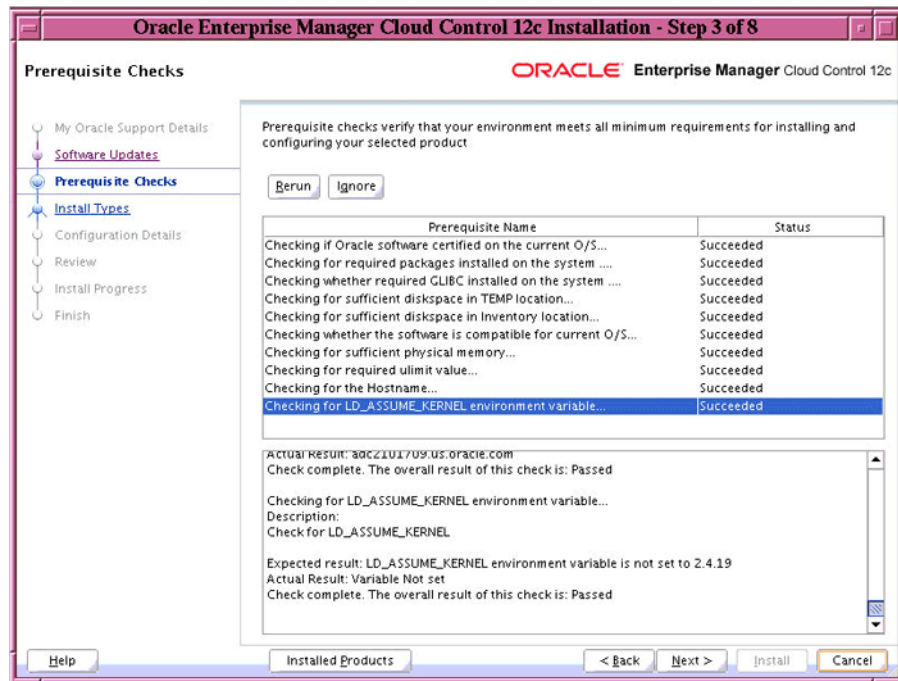 Oracle Enterprise Manager Cloud Control 12c Installation - Step 3 of 8
Prerequisite Checks
ORACLE Enterprise Manager Cloud Control 12c
My Oracle Support Details
Software Updates
Prerequisite Checks
Install Types
Configuration Details
Review
Install Progress
Finish
Prerequisite checks verify that your environment meets all minimum requirements for installing and
configuring your selected product
Rerun Ignore
Prerequisite Name Status
Checking if Oracle software certified on the current O/S... Succeeded
Checking for required packages installed on the system .... Succeeded
Checking whether required GLIBC installed on the system .... Succeeded
Checking for sufficient diskspace in TEMP location... Succeeded
Checking for sufficient diskspace in Inventory location... Succeeded
Checking whether the software is compatible for current O/S... Succeeded
Checking for sufficient physical memory... Succeeded
Checking for required ulimit value... Succeeded
Checking for the Hostname... Succeeded
Checking for LD_ASSUME_KERNEL environment variable... Succeeded
Actual Result: adc2101709.us.oracle.com
Check complete. The overall result of this check is: Passed
Checking for LD_ASSUME_KERNEL environment variable...
Description:
Check for LD_ASSUME_KERNEL
Expected result: LD_ASSUME_KERNEL environment variable is not set to 2.4.19
Actual Result: Variable Not set
Check complete. The overall result of this check is: Passed
Help Installed Products < Back Next > Install Cancel